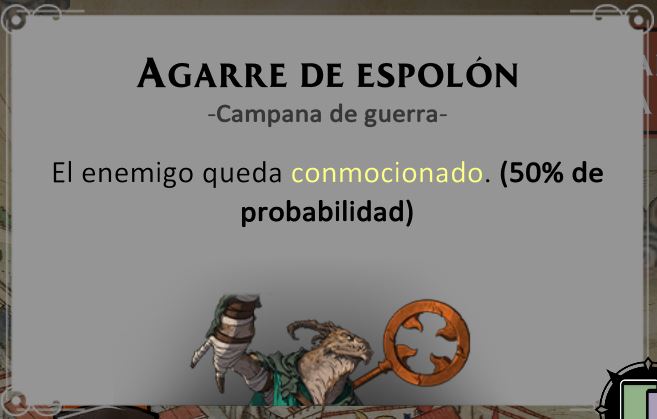 AGARRE DE ESPOLÓN
-Campana de guerra-
El enemigo queda conmocionado. (50% de
probabilidad)